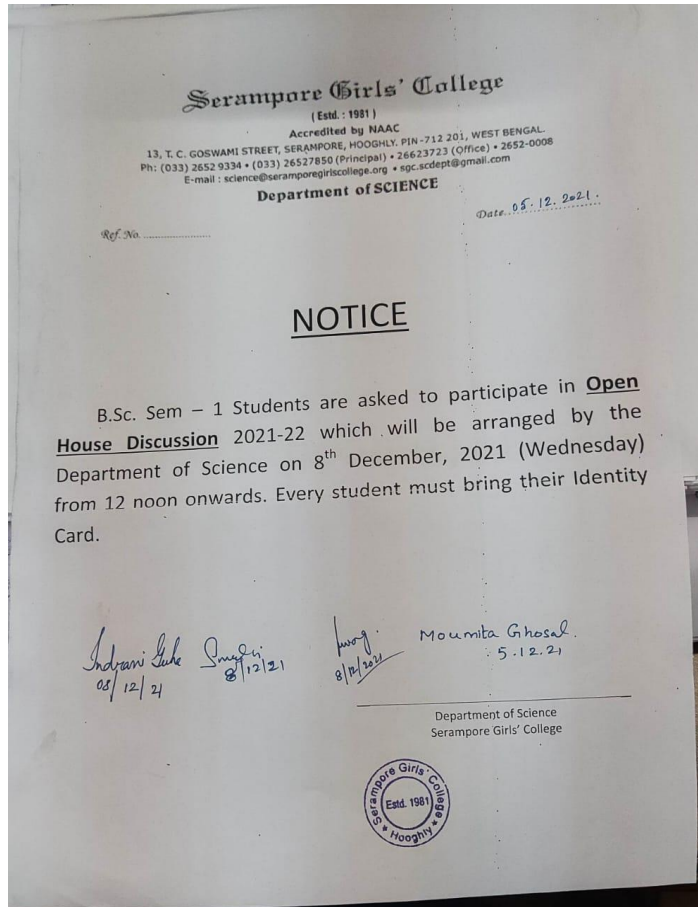 Serampore Girls' College
( Estd. : 1981 )
Accredited by NAAC
13, T. C. GOSWAMI STREET, SERAMPORE, HOOGHLY. PIN-712 201, WEST BENGAL.
Ph: (033) 2652 9334 • (033) 26527850 (Principal) • 26623723 (Office) • 2652-0008
E-mail : science@seramporegirlscollege.org • sgc.scdept@gmail.com
Department of SCIENCE
Ref. No. ........................
Date 05.12.2021.
NOTICE
B.Sc. Sem – 1 Students are asked to participate in Open
House Discussion 2021-22 which will be arranged by the
Department of Science on 8th December, 2021 (Wednesday)
from 12 noon onwards. Every student must bring their Identity
Card.
Indrani Guha
08/12/21
8/12/21
8/12/2021
Moumita Ghosal.
5.12.21
Department of Science
Serampore Girls' College
Serampore Girls' College
Estd. 1981
★ Hooghly ★